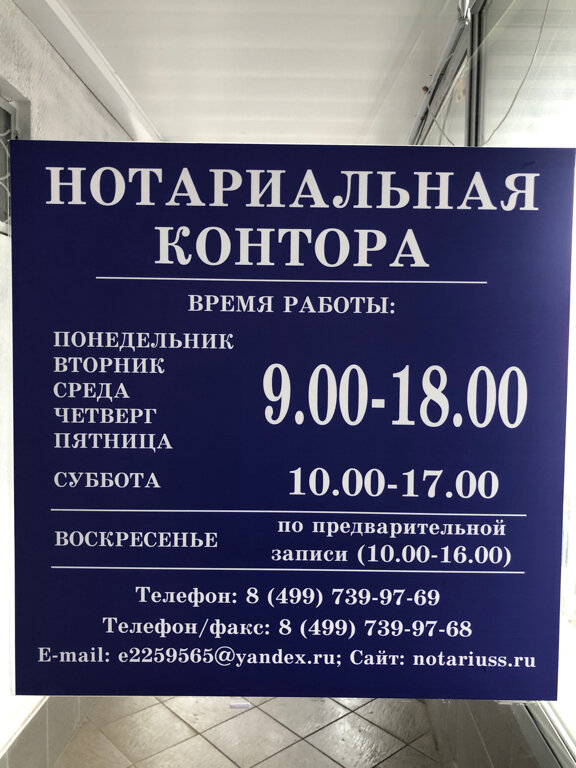 НОТАРИАЛЬНАЯ
КОНТОРА
ВРЕМЯ РАБОТЫ:
ПОНЕДЕЛЬНИК
ВТОРНИК
СРЕДА
ЧЕТВЕРГ
ПЯТНИЦА
9.00-18.00
СУББОТА 10.00-17.00
ВОСКРЕСЕНЬЕ
по предварительной
записи (10.00-16.00)
Телефон: 8 (499) 739-97-69
Телефон/факс: 8 (499) 739-97-68
E-mail: e2259565@yandex.ru; Сайт: notariuss.ru